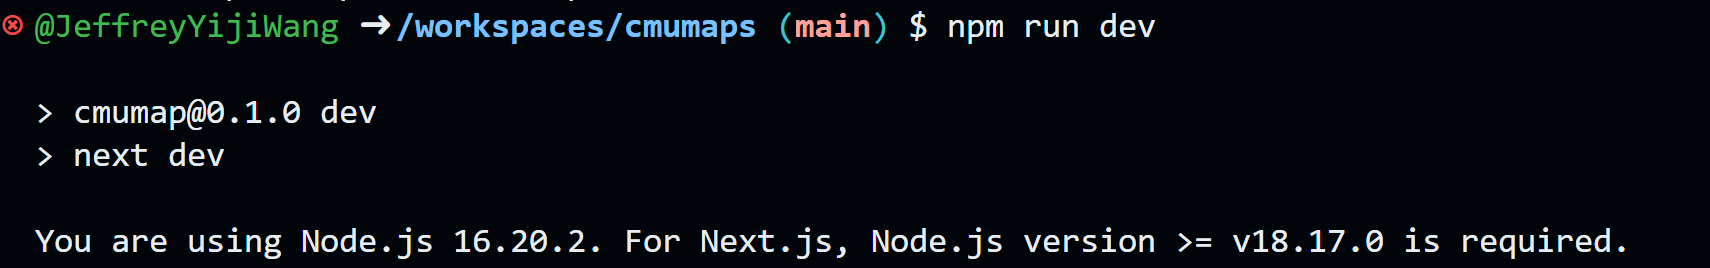 @JeffreyYijiWang ➜/workspaces/cmumaps (main) $ npm run dev
> cmumap@0.1.0 dev
> next dev
You are using Node.js 16.20.2. For Next.js, Node.js version >= v18.17.0 is required.